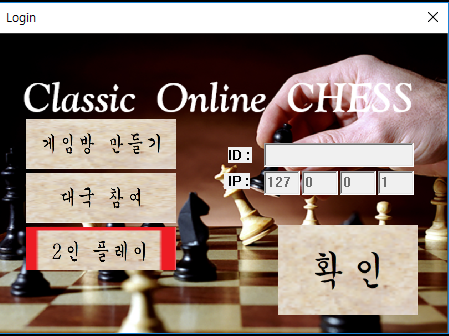 Login
Classic Online CHESS
게임방 만들기
대국 참여
2인 플레이
ID :
IP : 127 0 0 1
확인